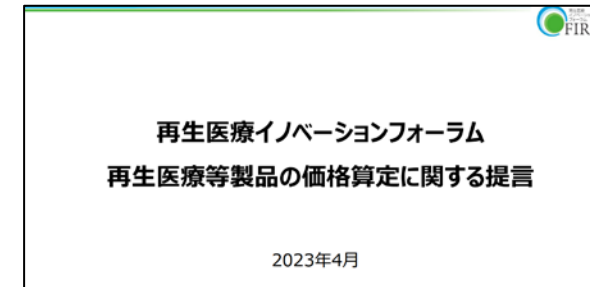 FIR
再生医療イノベーションフォーラム
再生医療等製品の価格算定に関する提言
2023年4月